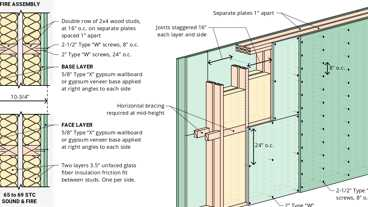 FIRE ASSEMBLY
Double row of 2x4 wood studs,
at 16" o.c, on separate plates
spaced 1" apart
2-1/2" Type "W" screws, 8" o.c.
2" Type "W" screws, 24" o.c.
BASE LAYER
5/8" Type "X" gypsum wallboard
or gypsum veneer base applied
at right angles to each side
10-3/4"
FACE LAYER
5/8" Type "X" gypsum wallboard
or gypsum veneer base applied
at right angles to each side
Two layers 3.5" unfaced glass
fiber insulation friction fit
between studs. One per side.
65 to 69 STC
SOUND & FIRE
Separate plates 1" apart
Joints staggered 16"
each layer and side
8" o.c.
Horizontal bracing
required at mid-height
24" o.c.
2" Type "W"
2-1/2" Type "
screws, 8" o.